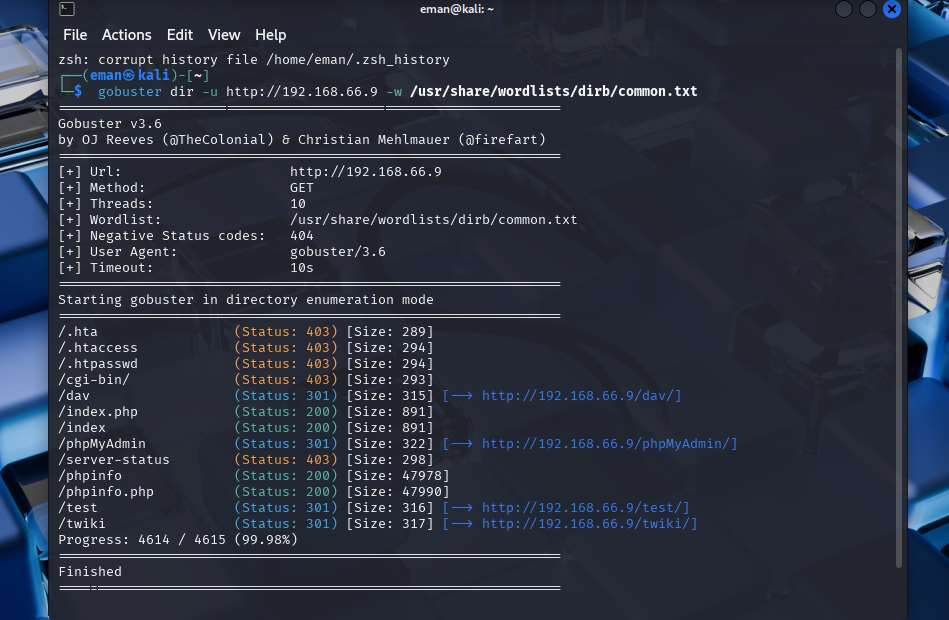 eman@kali: ~
File Actions Edit View Help
zsh: corrupt history file /home/eman/.zsh_history
┌──(eman㉿kali)-[~]
└─$ gobuster dir -u http://192.168.66.9 -w /usr/share/wordlists/dirb/common.txt
===============================================================
Gobuster v3.6
by OJ Reeves (@TheColonial) & Christian Mehlmauer (@firefart)
===============================================================
[+] Url: http://192.168.66.9
[+] Method: GET
[+] Threads: 10
[+] Wordlist: /usr/share/wordlists/dirb/common.txt
[+] Negative Status codes: 404
[+] User Agent: gobuster/3.6
[+] Timeout: 10s
===============================================================
Starting gobuster in directory enumeration mode
===============================================================
/.hta (Status: 403) [Size: 289]
/.htaccess (Status: 403) [Size: 294]
/.htpasswd (Status: 403) [Size: 294]
/cgi-bin/ (Status: 403) [Size: 293]
/dav (Status: 301) [Size: 315] [--> http://192.168.66.9/dav/]
/index.php (Status: 200) [Size: 891]
/index (Status: 200) [Size: 891]
/phpMyAdmin (Status: 301) [Size: 322] [--> http://192.168.66.9/phpMyAdmin/]
/server-status (Status: 403) [Size: 298]
/phpinfo (Status: 200) [Size: 47978]
/phpinfo.php (Status: 200) [Size: 47990]
/test (Status: 301) [Size: 316] [--> http://192.168.66.9/test/]
/twiki (Status: 301) [Size: 317] [--> http://192.168.66.9/twiki/]
Progress: 4614 / 4615 (99.98%)
===============================================================
Finished
===============================================================